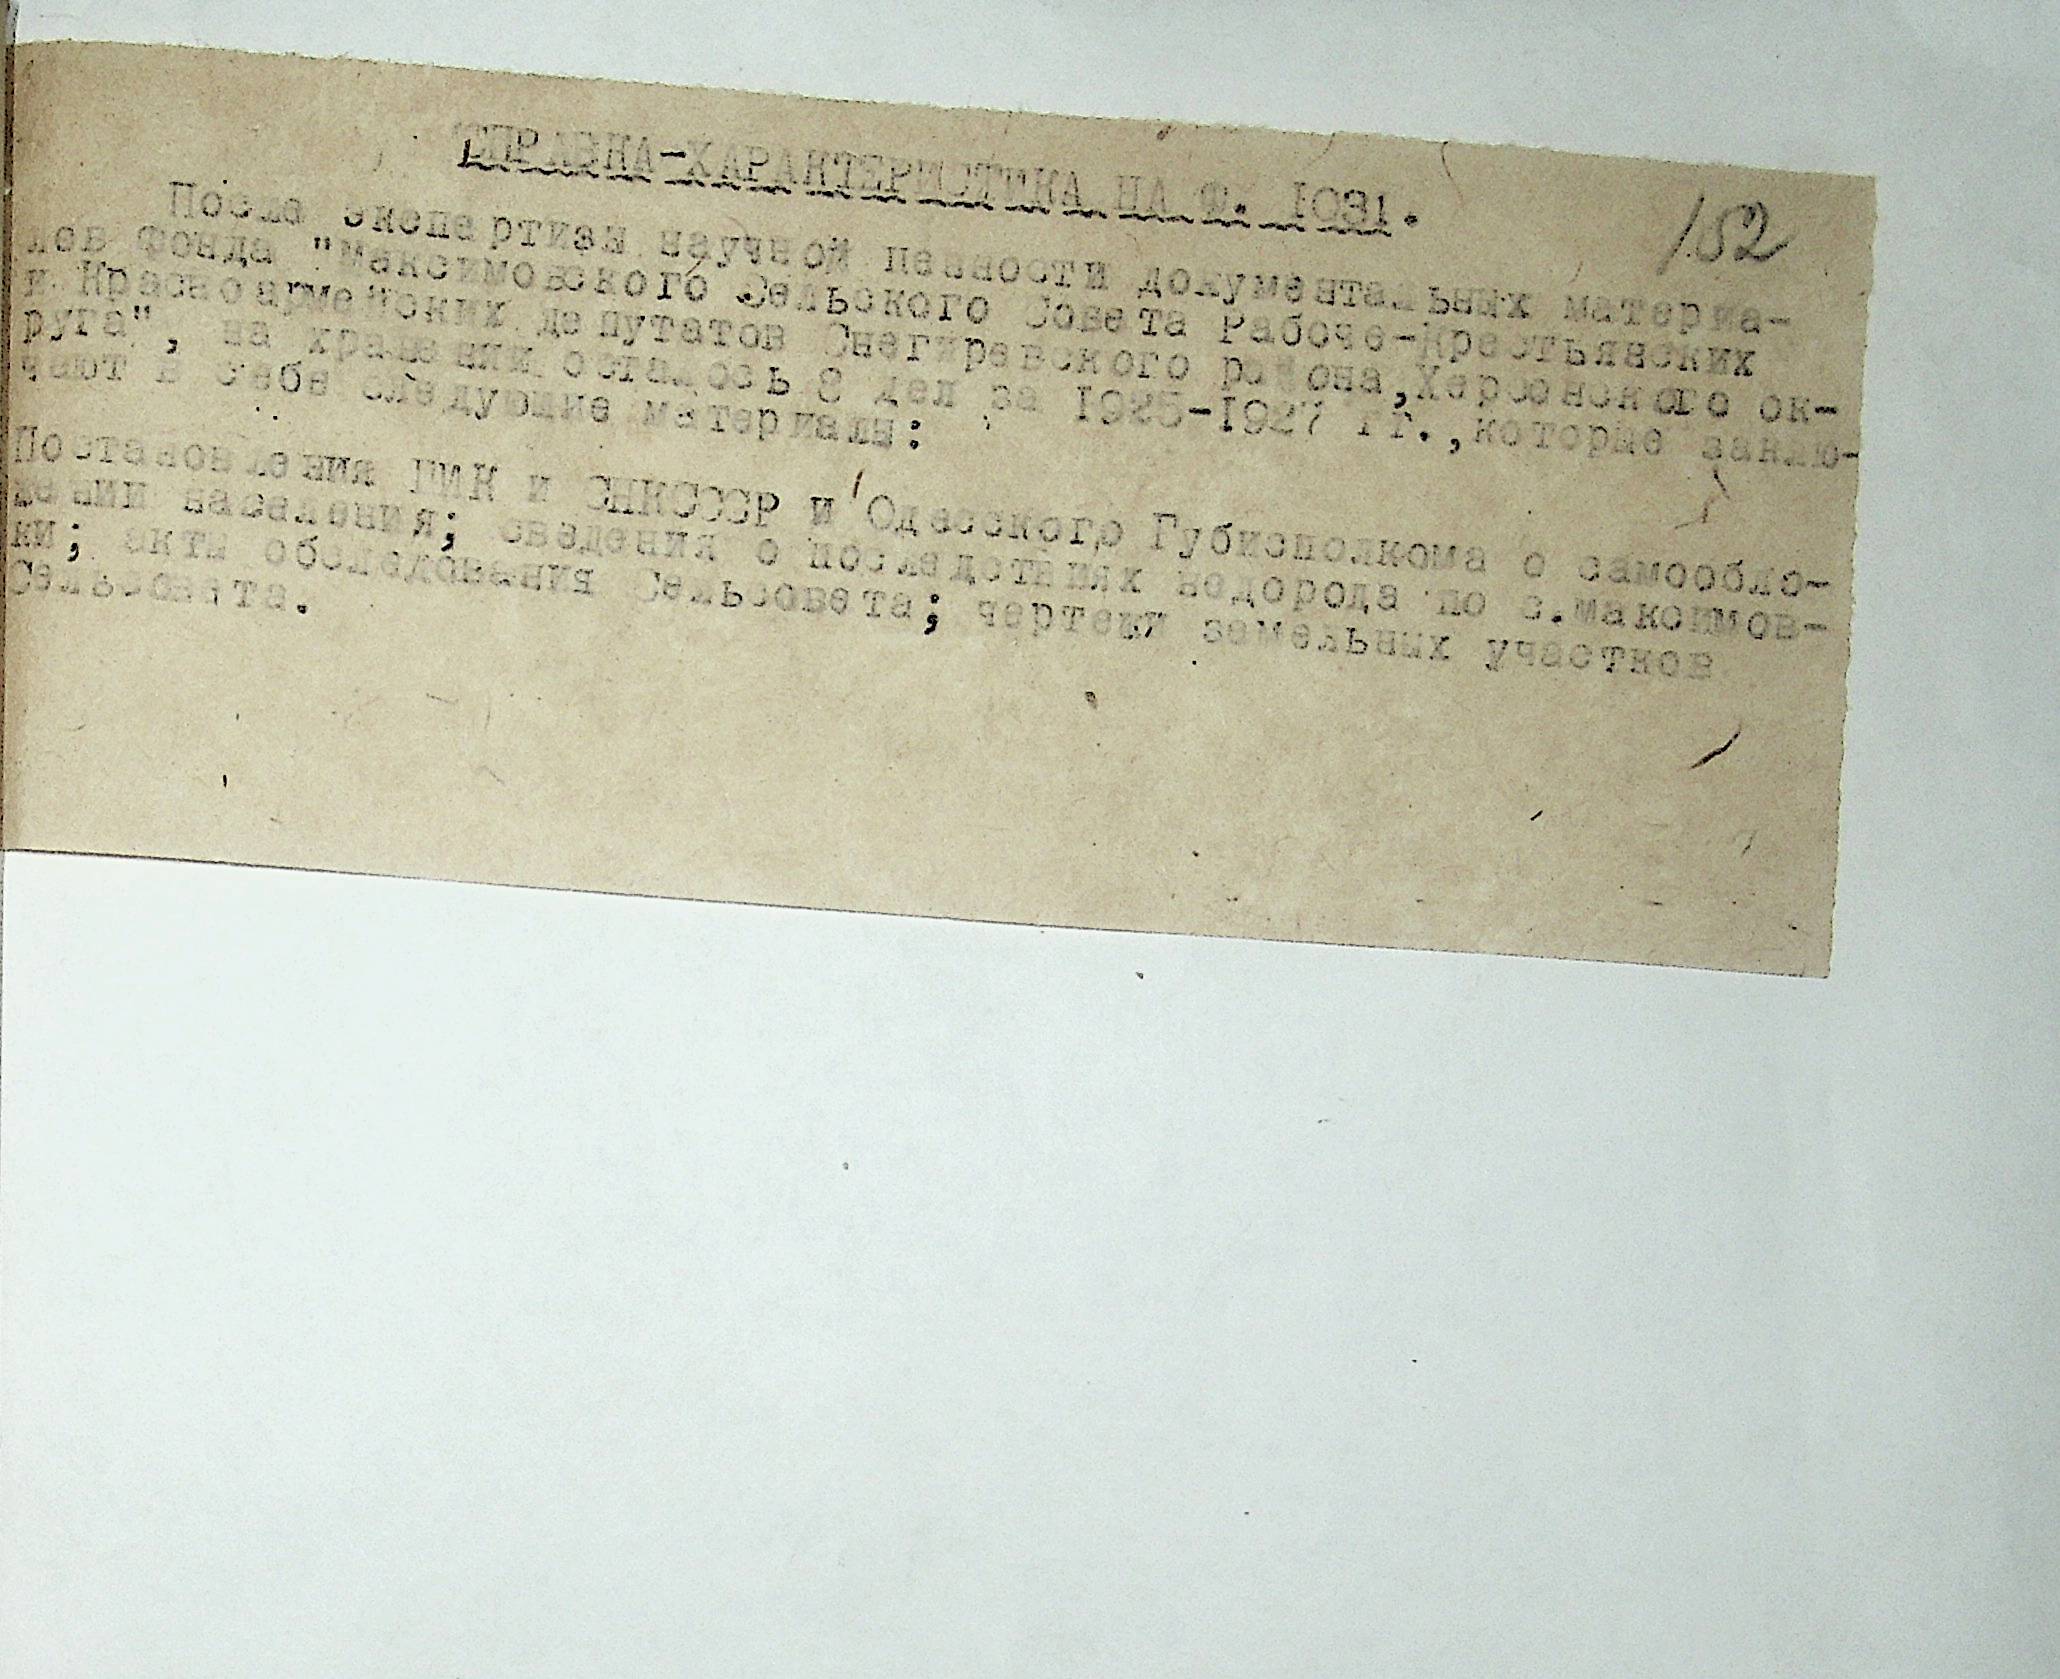 СПРАВКА-ХАРАКТЕРИСТИКА НА Ф. 1031.
152
После экспертизы научной ценности документальных материа-
лов фонда "Максимовского Сельского Совета Рабоче-Крестьянских
и Красноармейских депутатов Снегиревского района,Херсонского ок-
руга", на хранении осталось 8 дел за 1925-1927 гг.,которые заклю-
чают в себе следующие материалы:
Постановления ЦИК и СНКСССР и Одесского Губисполкома о самообло-
жении населения; сведения о последствиях недорода по с.Максимов-
ки; акты обследования Сельсовета; чертежи земельных участков
Сельсовета.